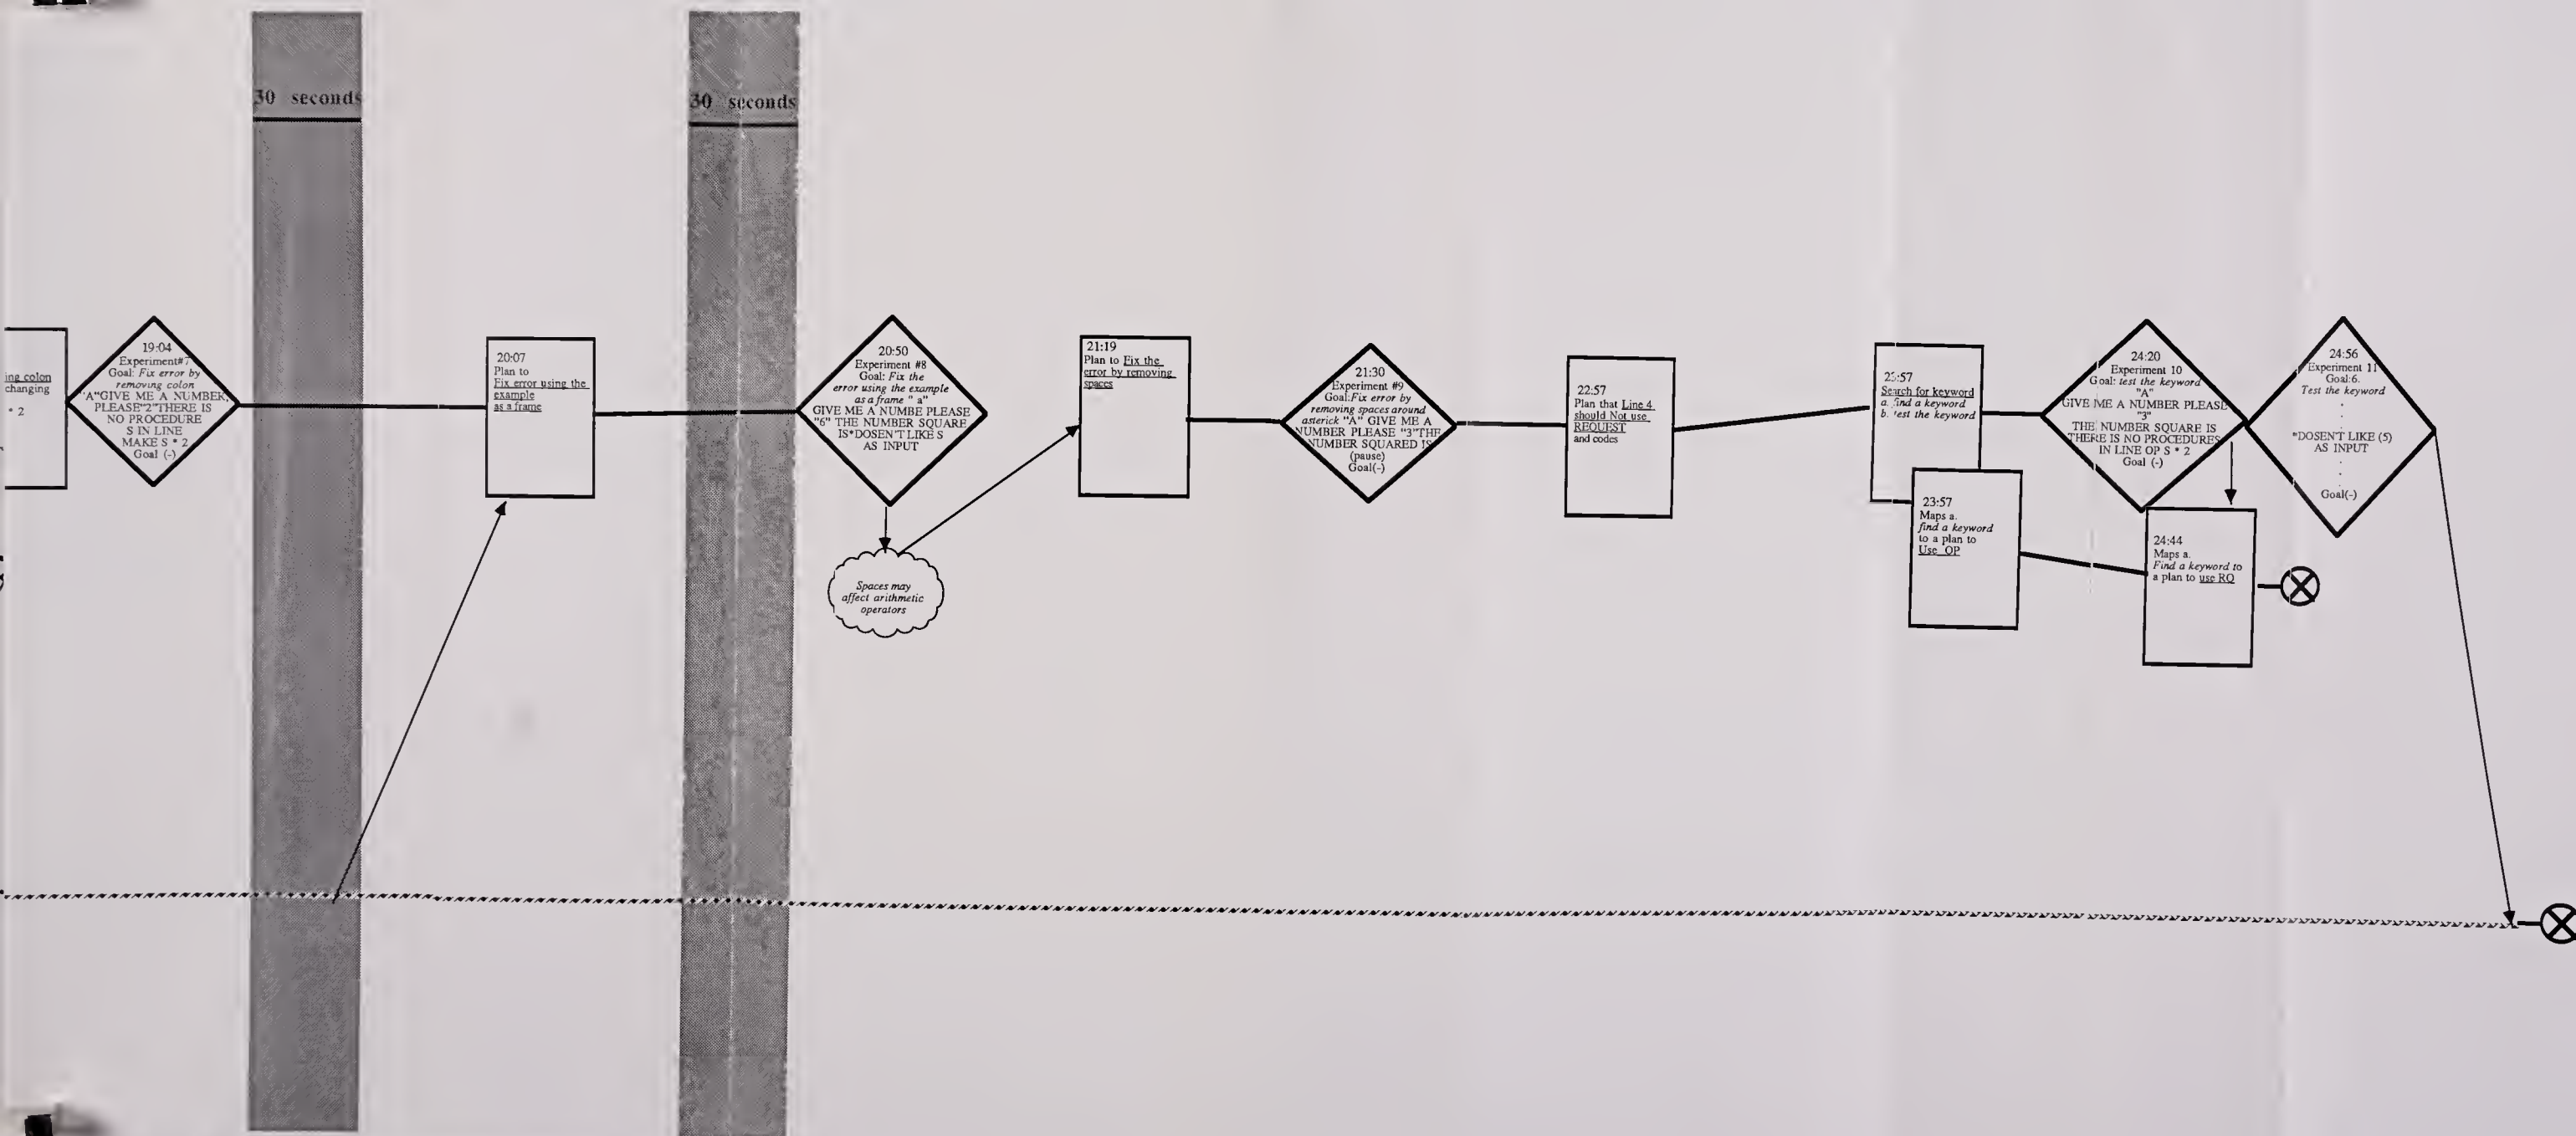 30 seconds
30 seconds
ing colon
changing
* 2
19:04
Experiment#7
Goal: Fix error by
removing colon
"A"GIVE ME A NUMBER,
PLEASE"2"THERE IS
NO PROCEDURE
S IN LINE
MAKE S * 2
Goal (-)
20:07
Plan to
Fix error using the
example
as a frame
20:50
Experiment #8
Goal: Fix the
error using the example
as a frame " a"
GIVE ME A NUMBE PLEASE
"6" THE NUMBER SQUARE
IS*DOSEN'T LIKE S
AS INPUT
Spaces may
affect arithmetic
operators
21:19
Plan to Fix the
error by removing
spaces
21:30
Experiment #9
Goal:Fix error by
removing spaces around
asterick "A" GIVE ME A
NUMBER PLEASE "3"THE
NUMBER SQUARED IS
(pause)
Goal(-)
22:57
Plan that Line 4
should Not use
REQUEST
and codes
23:57
Search for keyword
a. find a keyword
b. test the keyword
23:57
Maps a.
find a keyword
to a plan to
Use OP
24:20
Experiment 10
Goal: test the keyword
"A"
GIVE ME A NUMBER PLEASE
"3"
THE NUMBER SQUARE IS
THERE IS NO PROCEDURES
IN LINE OP S * 2
Goal (-)
24:44
Maps a.
Find a keyword to
a plan to use RQ
24:56
Experiment 11
Goal:6.
Test the keyword
.
.
.
"DOSEN'T LIKE (5)
AS INPUT
.
.
.
Goal(-)